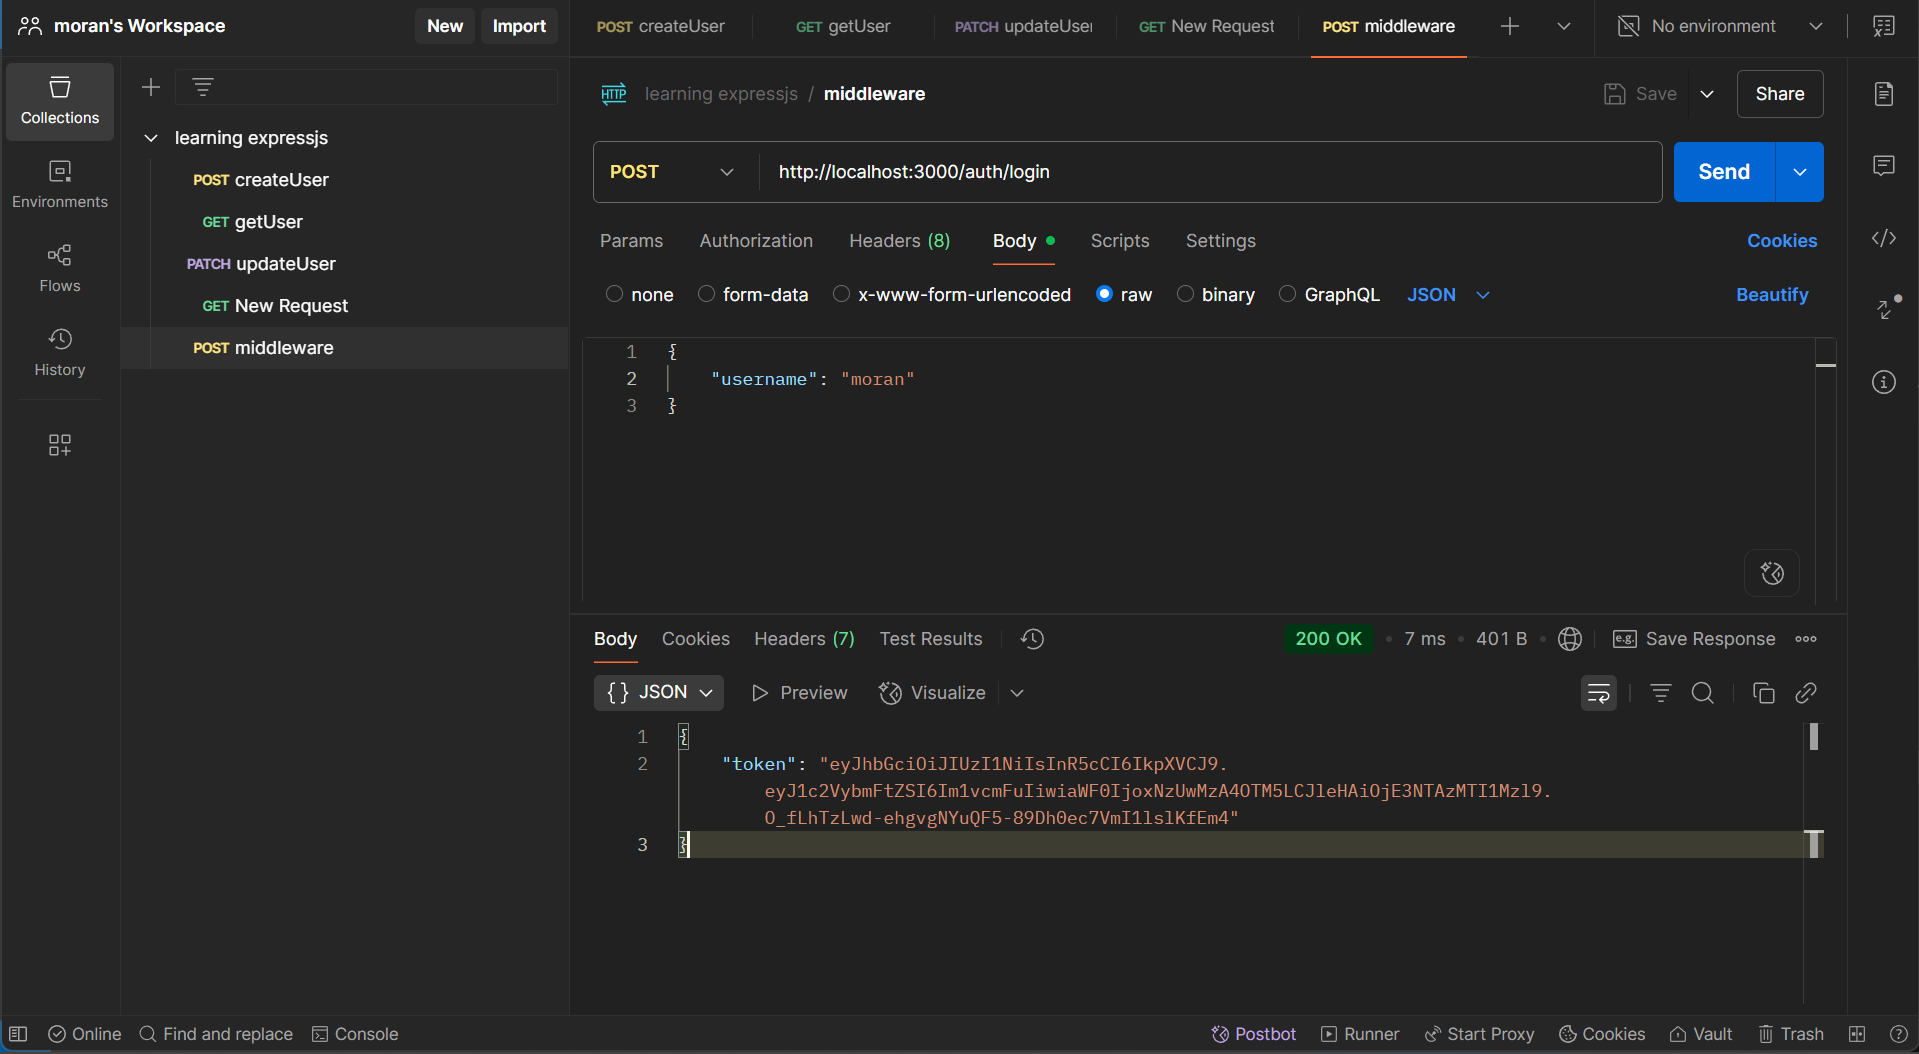 moran's Workspace
New
Import
POST createUser
GET getUser
PATCH updateUser
GET New Request
POST middleware
No environment
Collections
Environments
Flows
History
learning expressjs
POST createUser
GET getUser
PATCH updateUser
GET New Request
POST middleware
HTTP
learning expressjs / middleware
Save
Share
POST
http://localhost:3000/auth/login
Send
Params
Authorization
Headers (8)
Body
Scripts
Settings
Cookies
none
form-data
x-www-form-urlencoded
raw
binary
GraphQL
JSON
Beautify
1 {
2 "username": "moran"
3 }
Body
Cookies
Headers (7)
Test Results
200 OK
7 ms
401 B
e.g.
Save Response
{} JSON
Preview
Visualize
1 {
2 "token": "eyJhbGciOiJIUzI1NiIsInR5cCI6IkpXVCJ9.
eyJ1c2VybmFtZSI6Im1vcmFuIiwiaWF0IjoxNzUwMzA4OTM5LCJleHAiOjE3NTAzMTI1Mzl9.
O_fLhTzLwd-ehgvgNYuQF5-89Dh0ec7VmI1lslKfEm4"
3 }
Online
Find and replace
Console
Postbot
Runner
Start Proxy
Cookies
Vault
Trash